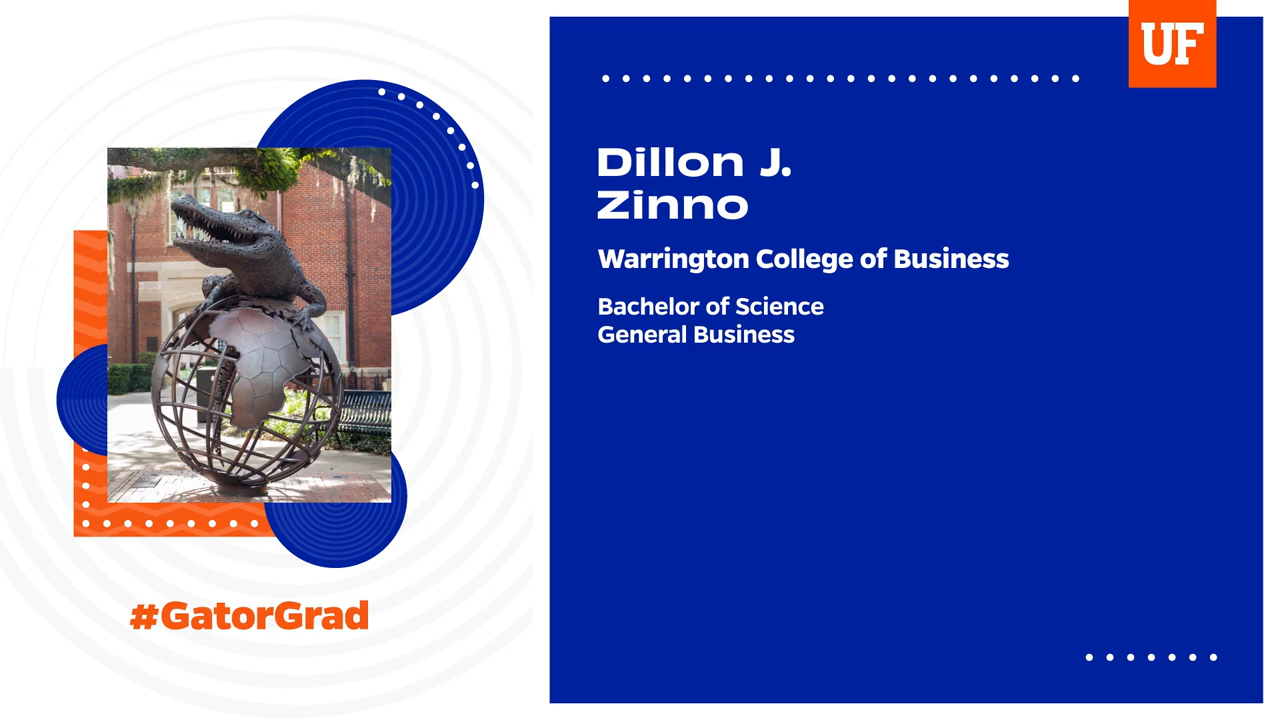 UF
Dillon J.
Zinno
Warrington College of Business
Bachelor of Science
General Business
#GatorGrad